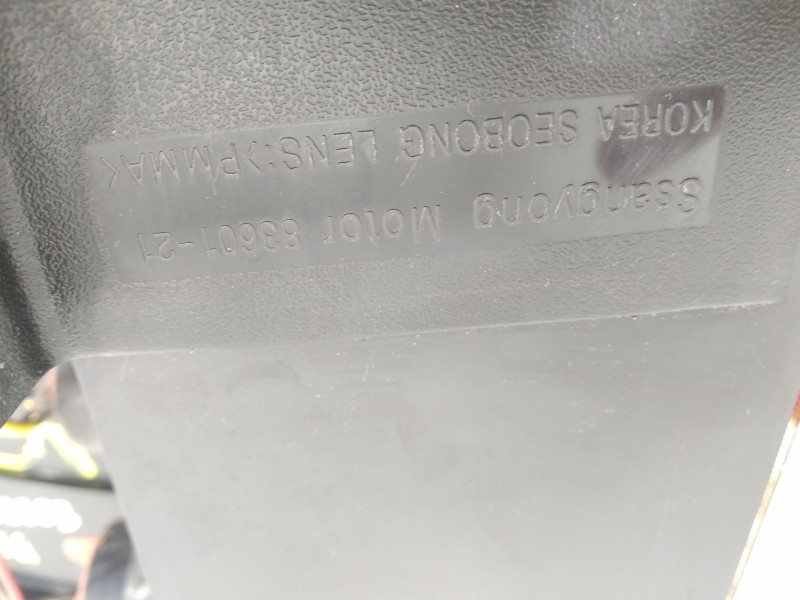 Ssangyong Motor 83601-21
KOREA SEOBONG LENS:>PMMA<